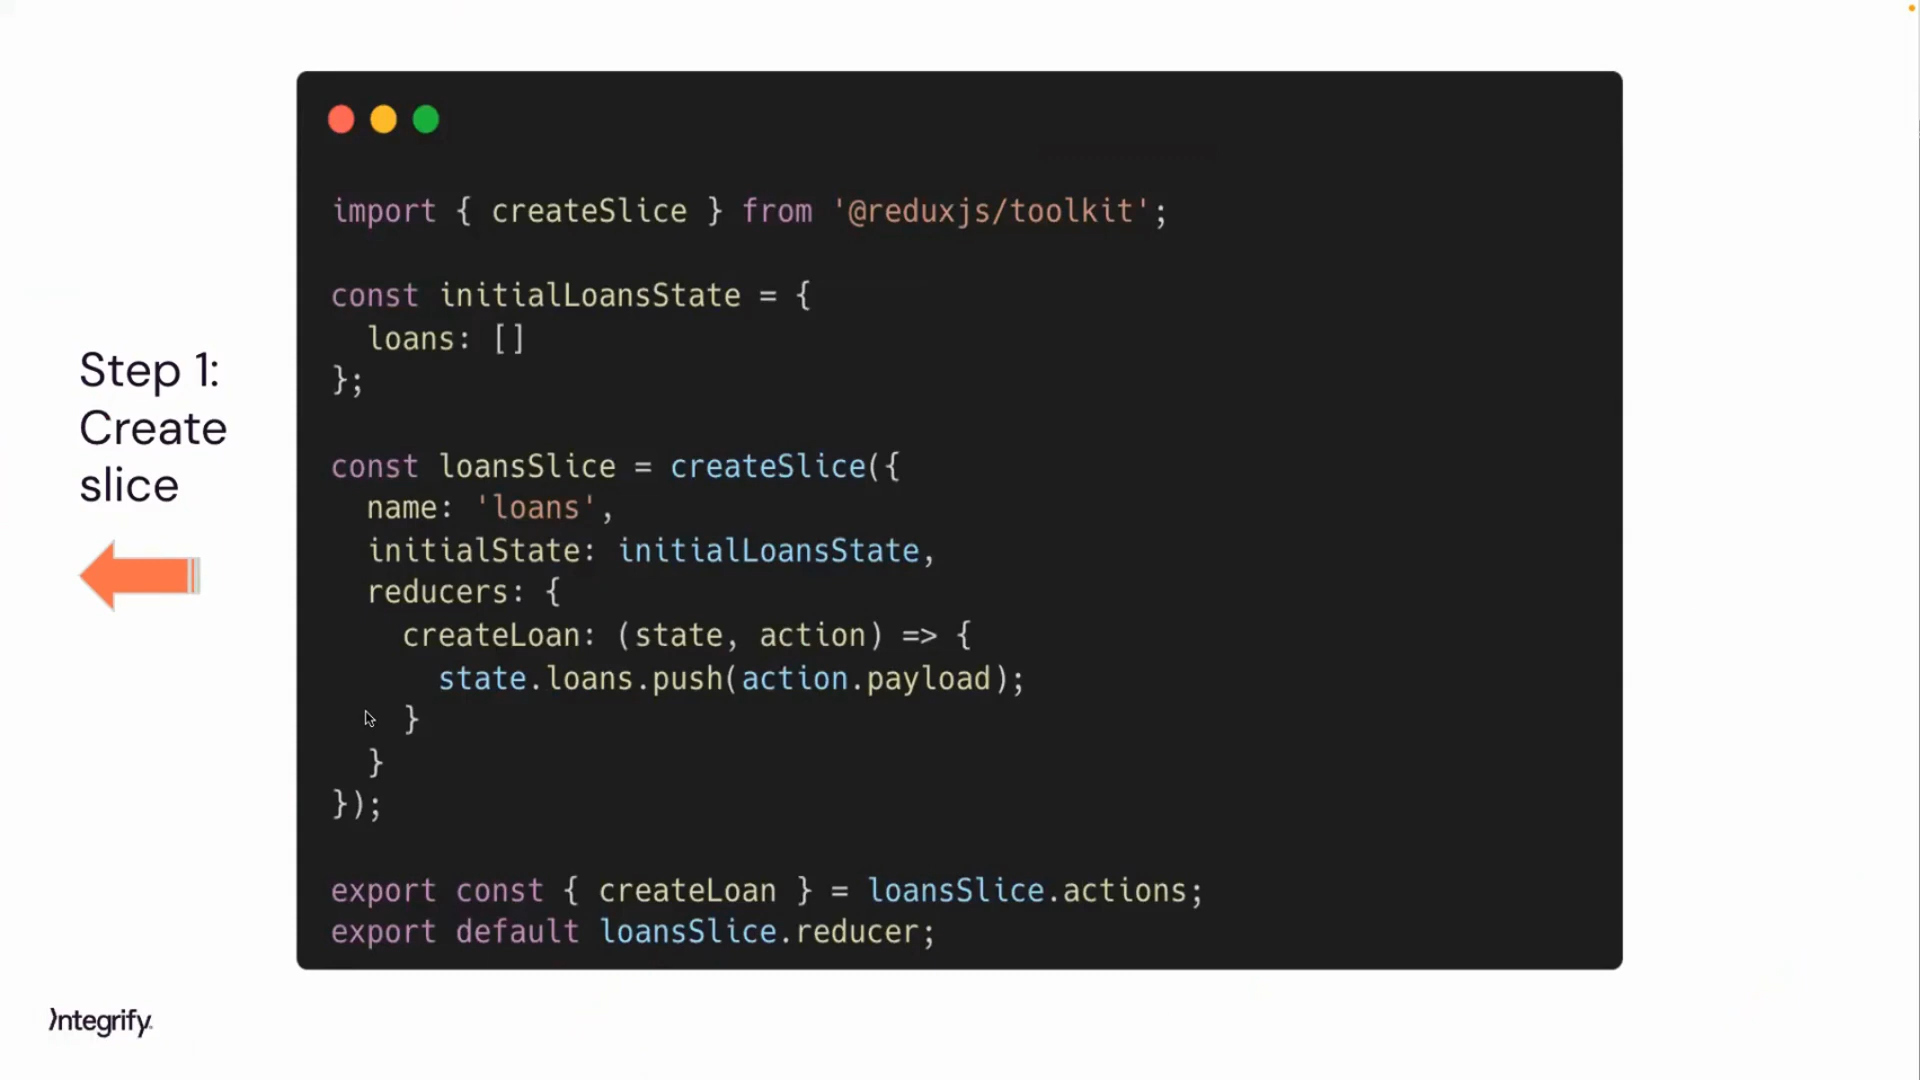 Step 1:
Create
slice
import { createSlice } from '@reduxjs/toolkit';
const initialLoansState = {
  loans: []
};
const loansSlice = createSlice({
  name: 'loans',
  initialState: initialLoansState,
  reducers: {
    createLoan: (state, action) => {
      state.loans.push(action.payload);
    }
  }
});
export const { createLoan } = loansSlice.actions;
export default loansSlice.reducer;
Integrify.